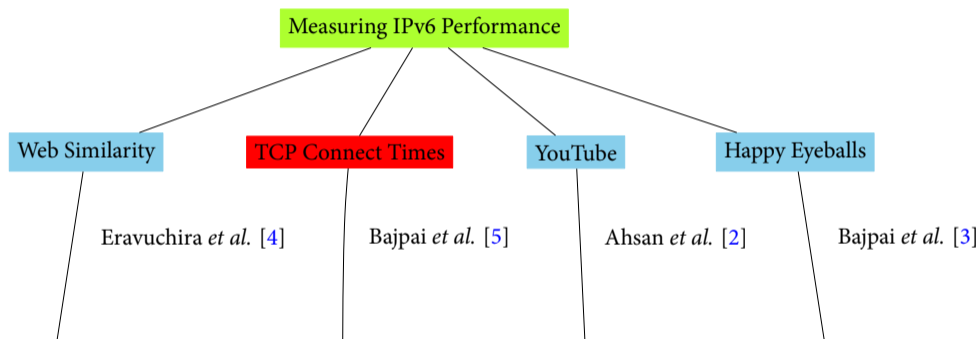 Measuring IPv6 Performance
Web Similarity
TCP Connect Times
YouTube
Happy Eyeballs
Eravuchira et al. [4]
Bajpai et al. [5]
Ahsan et al. [2]
Bajpai et al. [3]